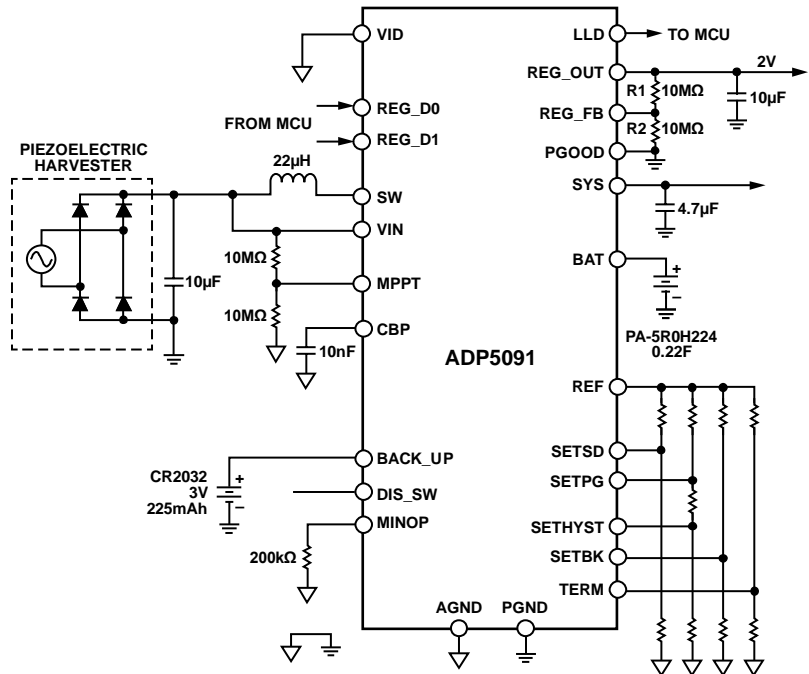 VID
REG_D0
FROM MCU
REG_D1
PIEZOELECTRIC
HARVESTER
22µH
SW
VIN
10MΩ
10µF
MPPT
10MΩ
CBP
10nF
ADP5091
BACK_UP
CR2032
3V
225mAh
DIS_SW
MINOP
200kΩ
AGND
PGND
LLD
TO MCU
REG_OUT
2V
R1 10MΩ
10µF
REG_FB
R2 10MΩ
PGOOD
SYS
4.7µF
BAT
+
–
PA-5R0H224
0.22F
REF
SETSD
SETPG
SETHYST
SETBK
TERM
+
–